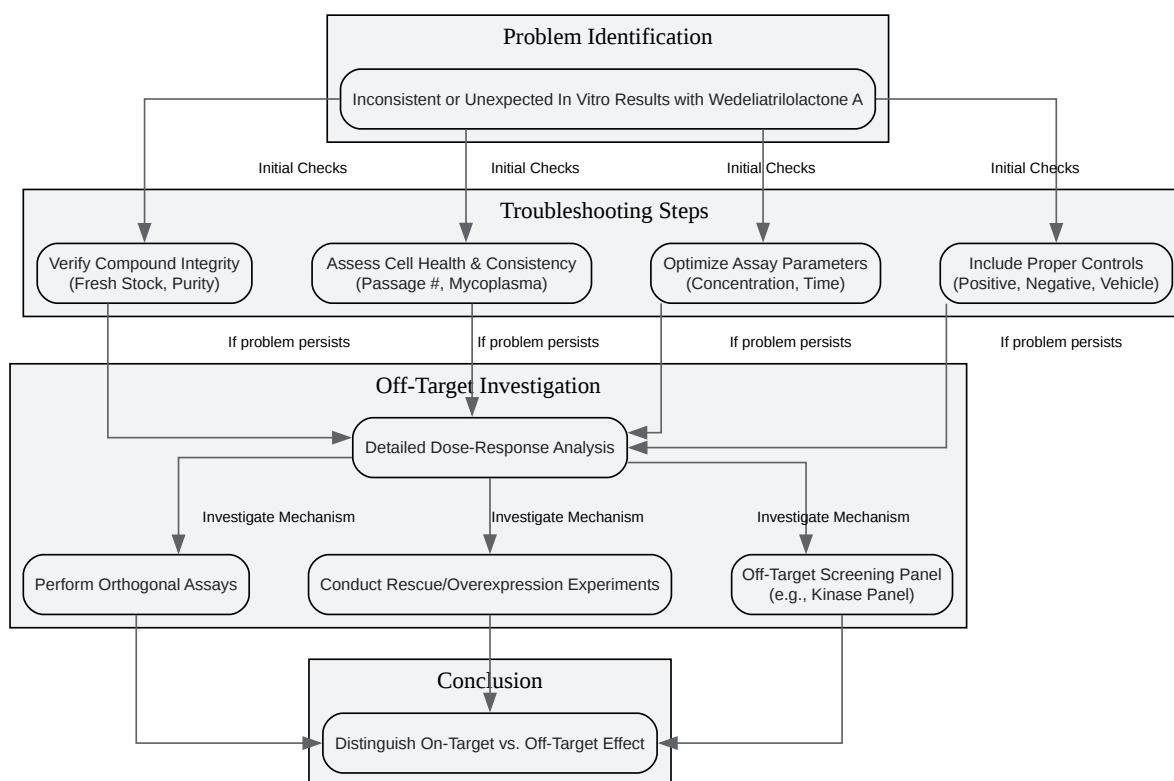 Problem Identification
Inconsistent or Unexpected In Vitro Results with Wedeliatrilolactone A
Initial Checks
Initial Checks
Initial Checks
Initial Checks
Troubleshooting Steps
Verify Compound Integrity
(Fresh Stock, Purity)
Assess Cell Health & Consistency
(Passage #, Mycoplasma)
Optimize Assay Parameters
(Concentration, Time)
Include Proper Controls
(Positive, Negative, Vehicle)
If problem persists
If problem persists
If problem persists
If problem persists
Off-Target Investigation
Detailed Dose-Response Analysis
Investigate Mechanism
Investigate Mechanism
Investigate Mechanism
Perform Orthogonal Assays
Conduct Rescue/Overexpression Experiments
Off-Target Screening Panel
(e.g., Kinase Panel)
Conclusion
Distinguish On-Target vs. Off-Target Effect